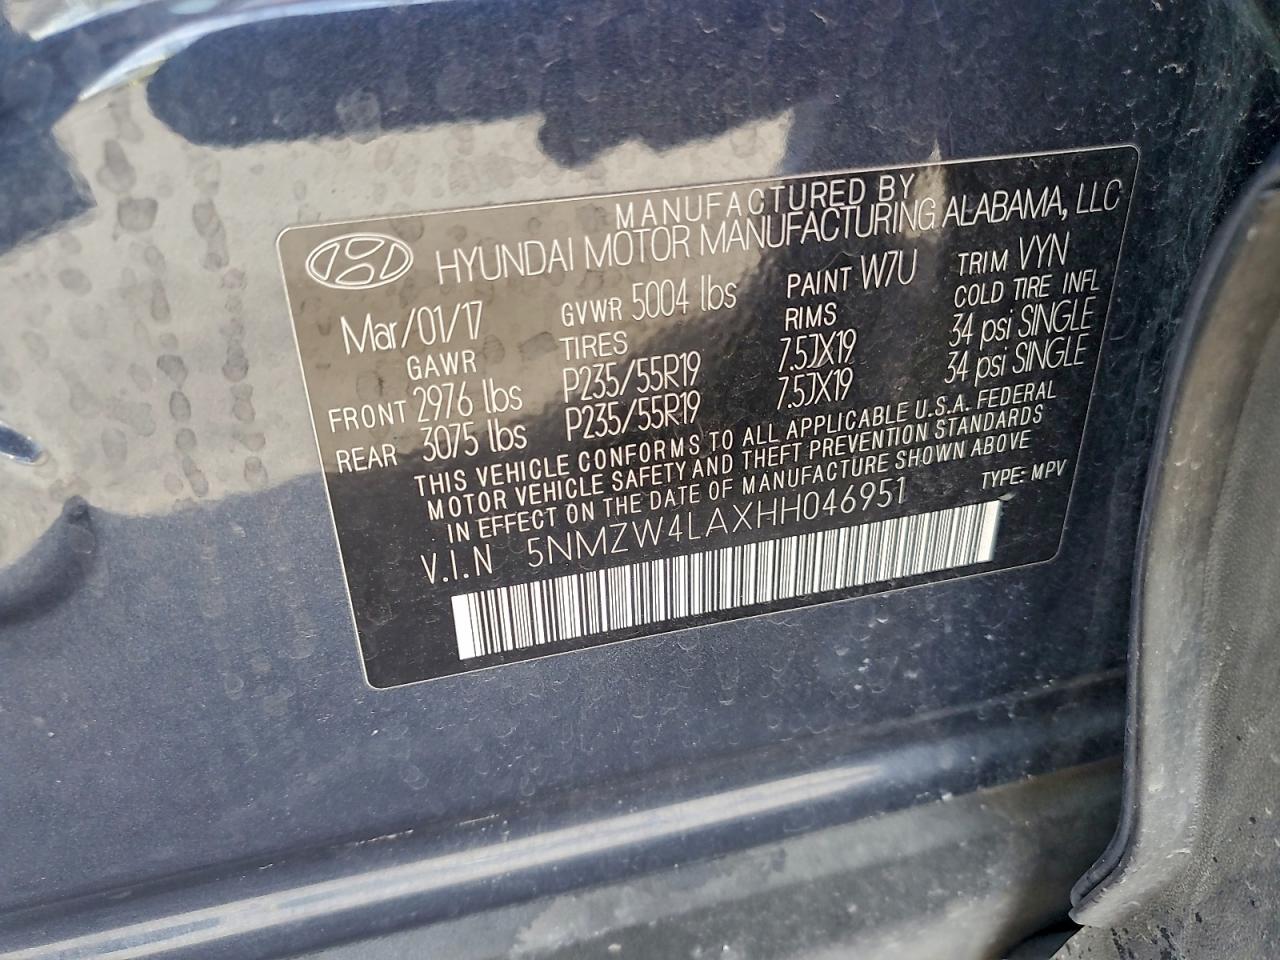 MANUFACTURED BY
HYUNDAI MOTOR MANUFACTURING ALABAMA, LLC
Mar/01/17 GVWR 5004 lbs PAINT W7U TRIM VYN
GAWR TIRES RIMS COLD TIRE INFL
FRONT 2976 lbs P235/55R19 7.5JX19 34 psi SINGLE
REAR 3075 lbs P235/55R19 7.5JX19 34 psi SINGLE
THIS VEHICLE CONFORMS TO ALL APPLICABLE U.S.A. FEDERAL
MOTOR VEHICLE SAFETY AND THEFT PREVENTION STANDARDS
IN EFFECT ON THE DATE OF MANUFACTURE SHOWN ABOVE
V.I.N 5NMZW4LAXHH046951 TYPE: MPV